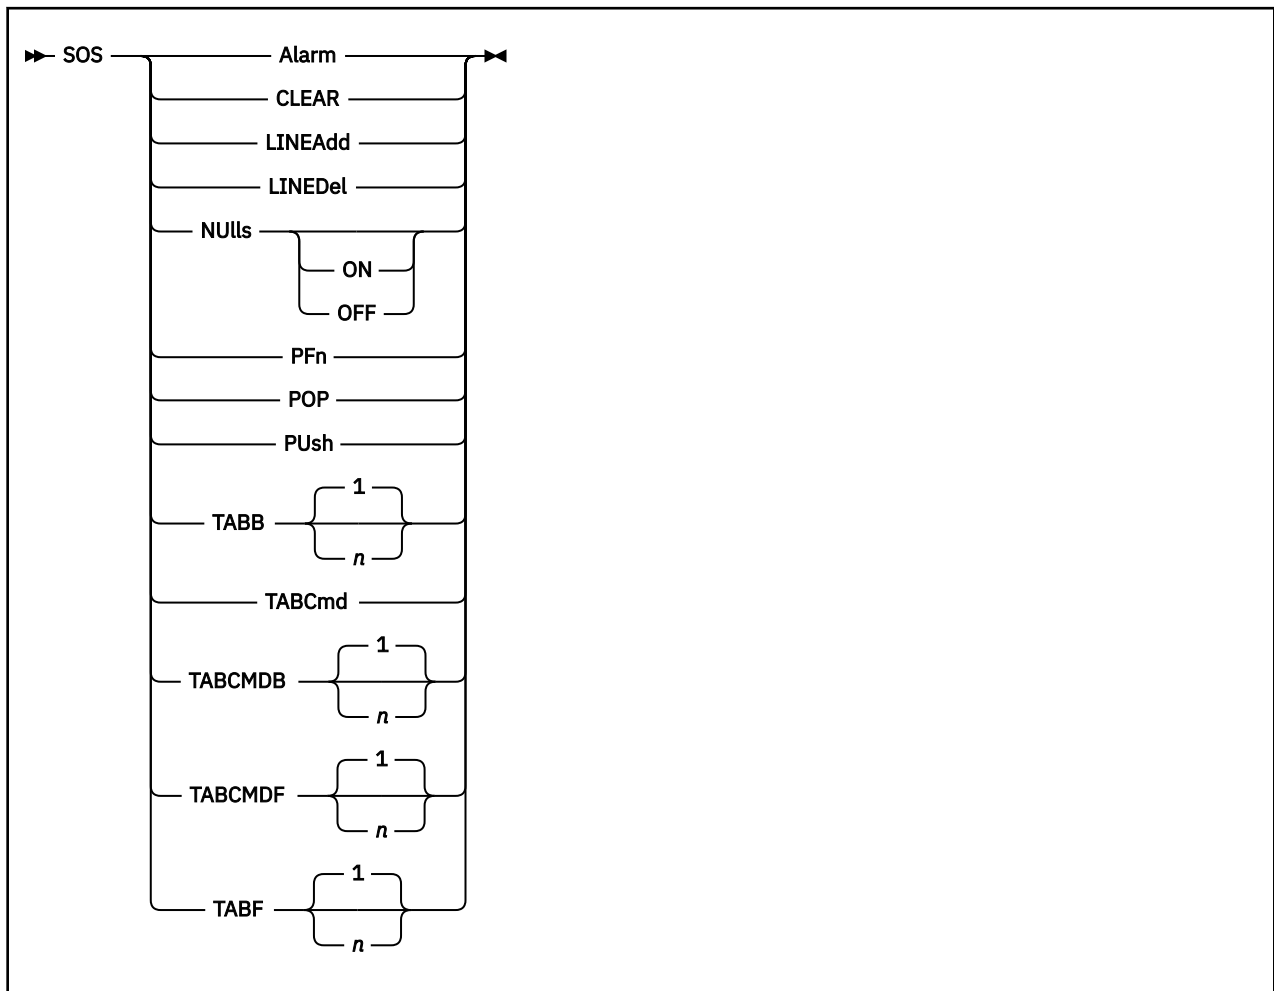 SOS Alarm
CLEAR
LINEAdd
LINEDel
NUlls
ON
OFF
PFn
POP
PUsh
1
TABB
n
TABCmd
1
TABCMDB
n
1
TABCMDF
n
1
TABF
n